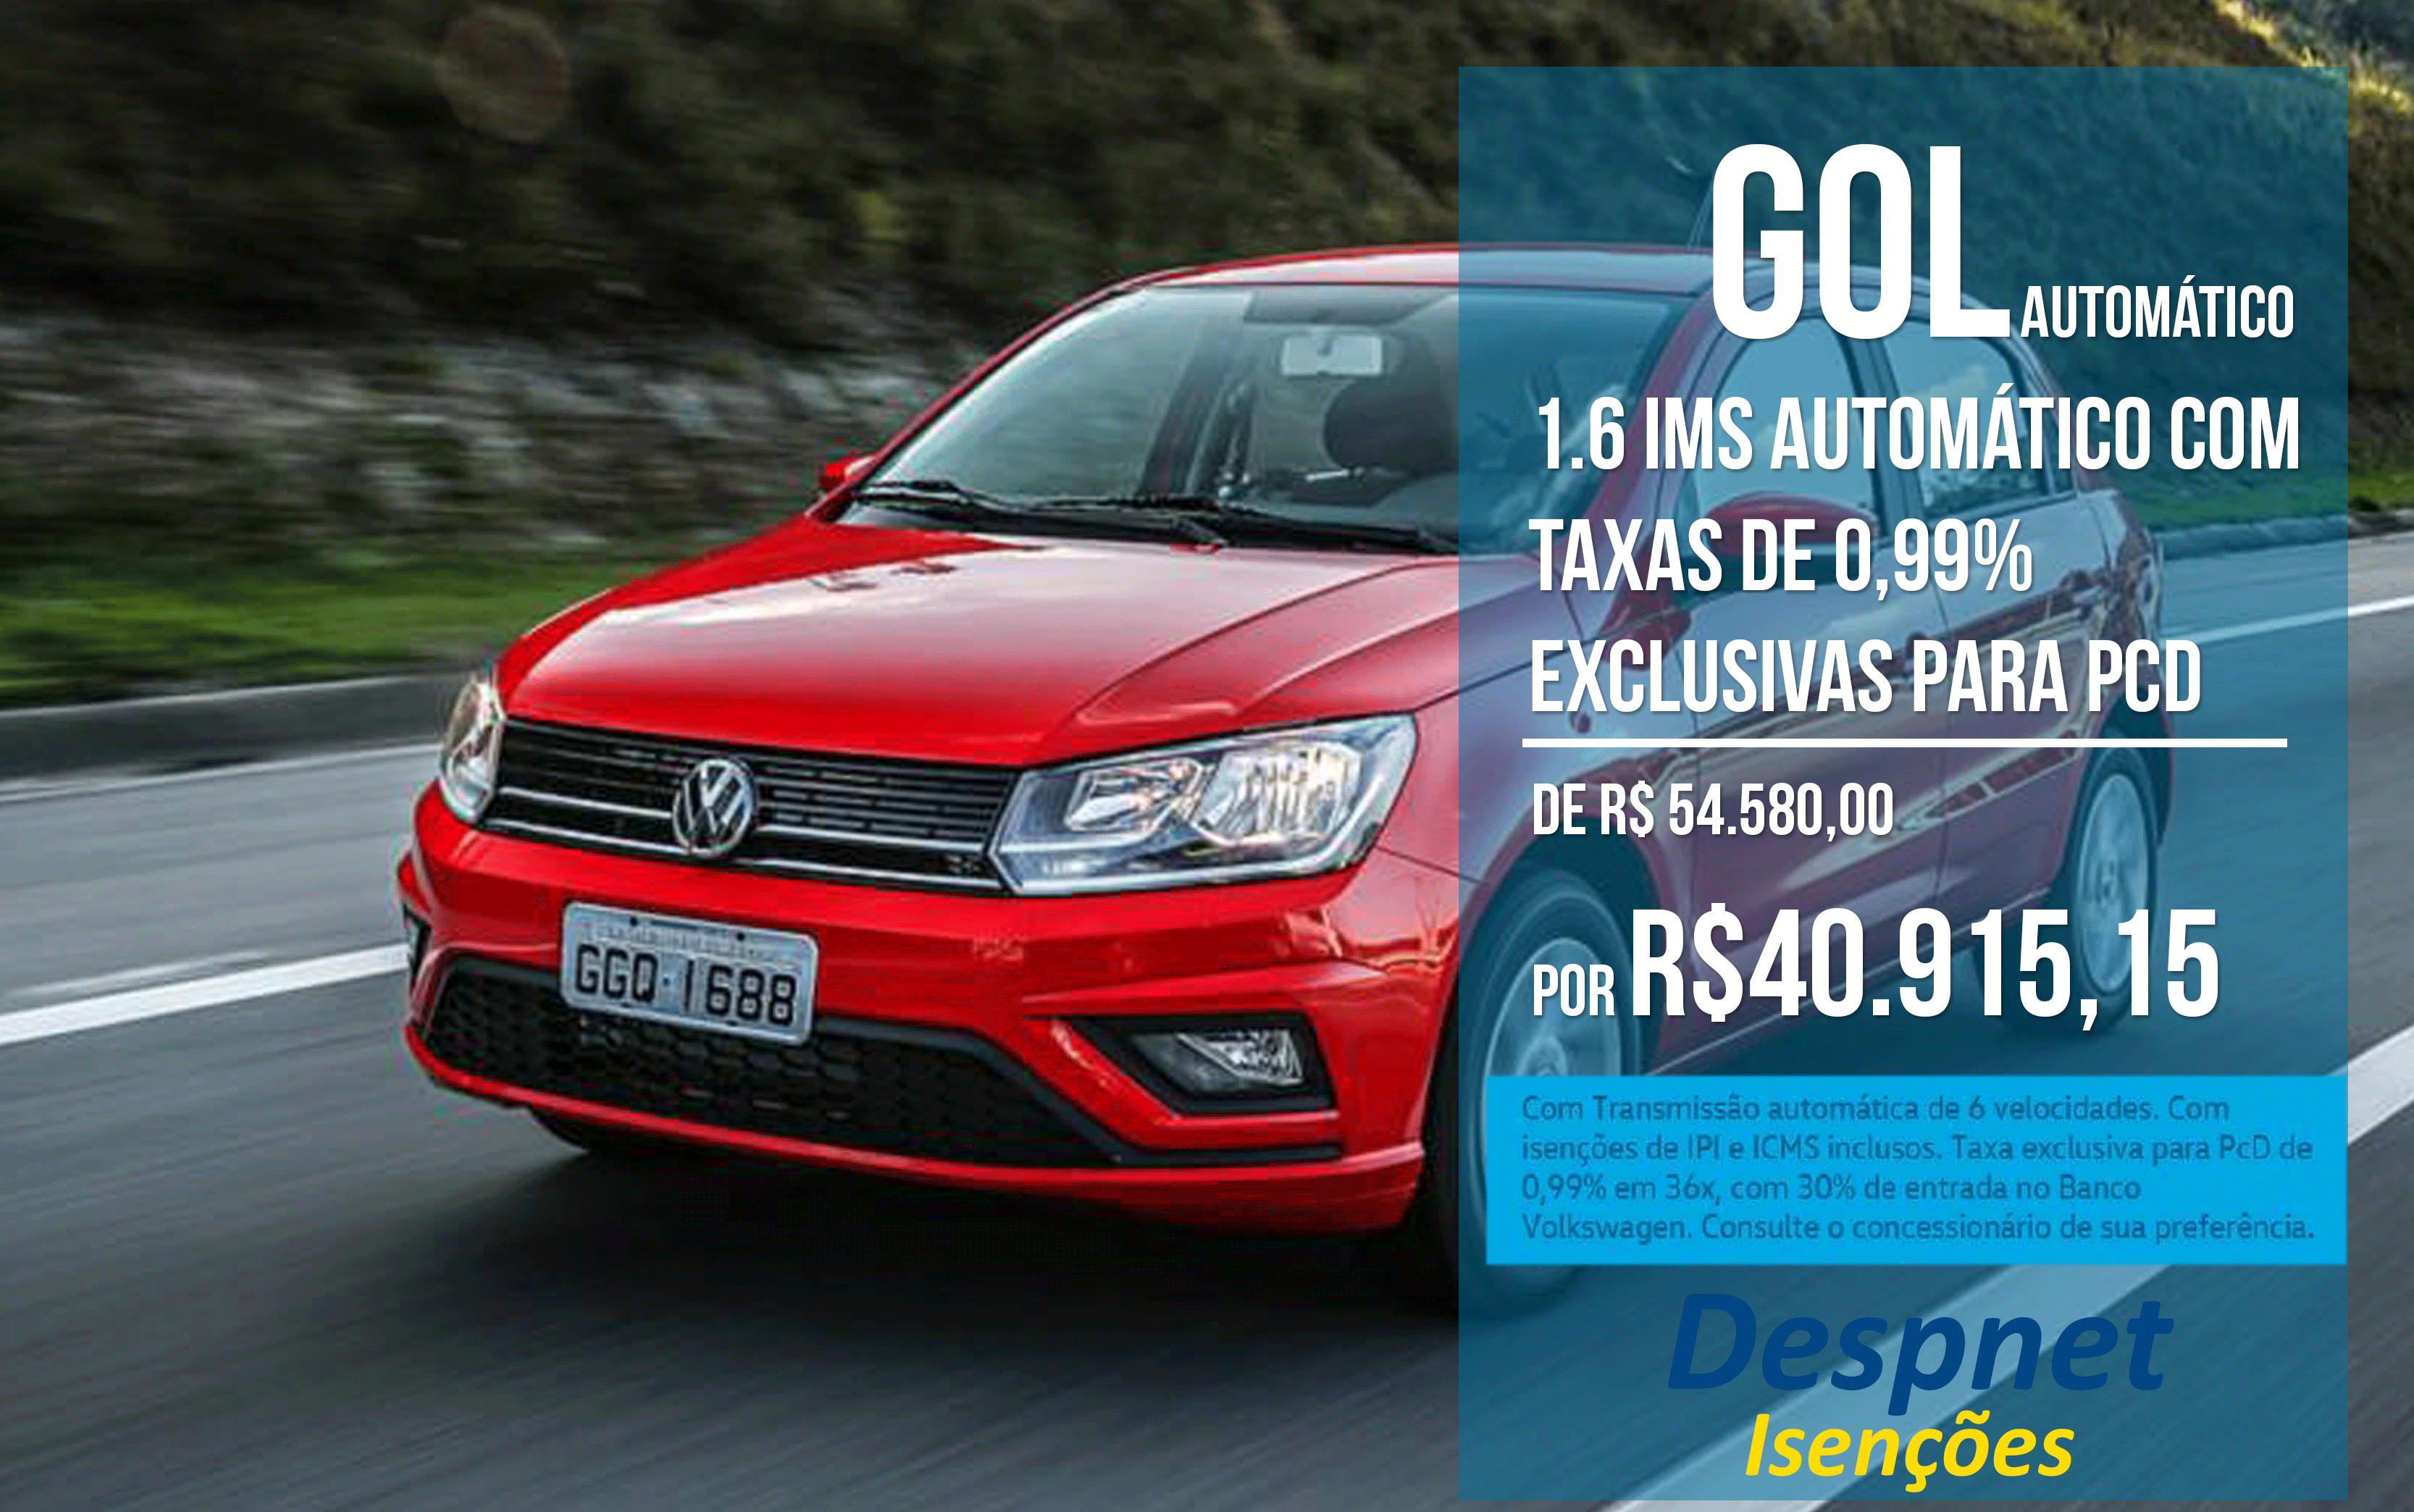 GOL AUTOMÁTICO
1.6 IMS AUTOMÁTICO COM
TAXAS DE 0,99%
EXCLUSIVAS PARA PCD
DE R$ 54.580,00
POR R$40.915,15
GGQ·1688
Com Transmissão automática de 6 velocidades. Com
isenções de IPI e ICMS inclusos. Taxa exclusiva para PcD de
0,99% em 36x, com 30% de entrada no Banco
Volkswagen. Consulte o concessionário de sua preferência.
Despnet
Isenções